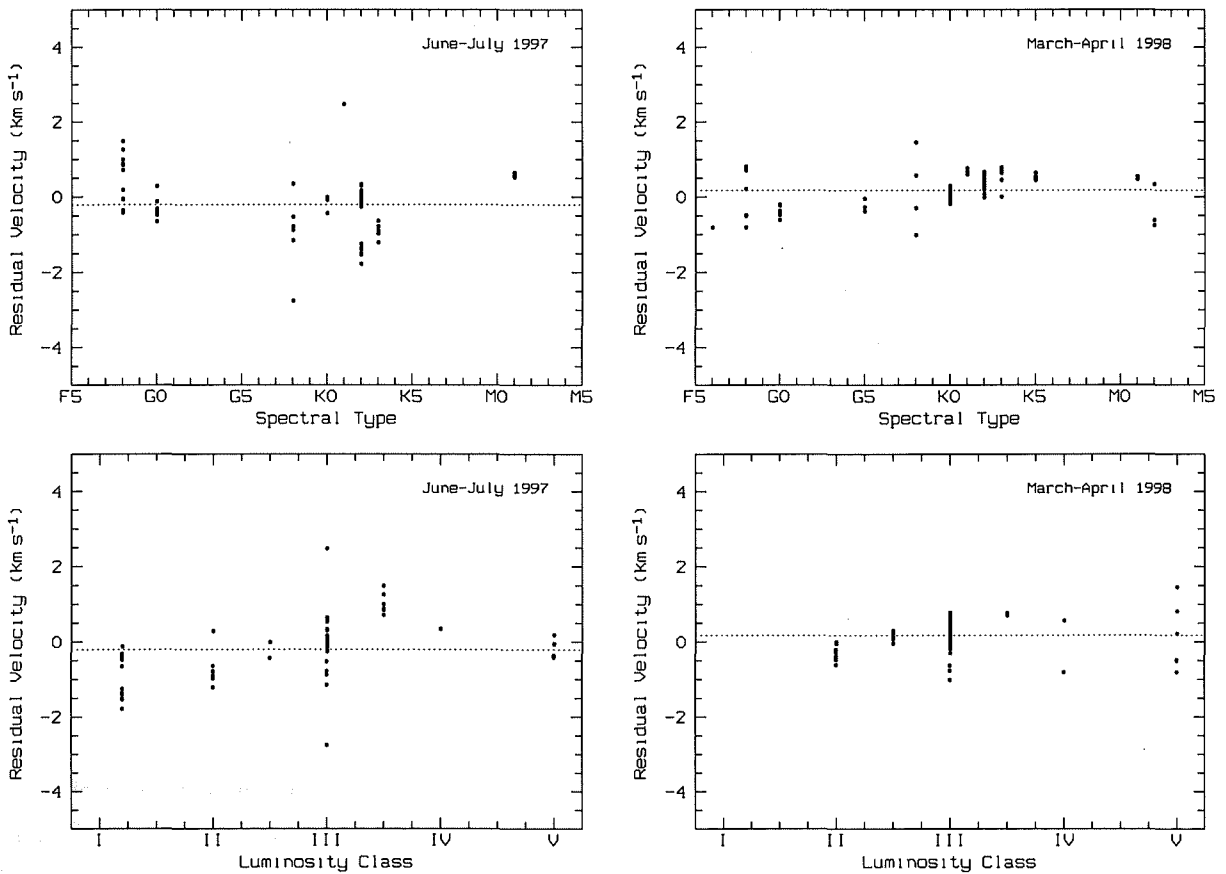 June-July 1997
4
2
0
-2
-4
Residual Velocity (km s⁻¹)
F5 G0 G5 K0 K5 M0 M5
Spectral Type
March-April 1998
4
2
0
-2
-4
Residual Velocity (km s⁻¹)
F5 G0 G5 K0 K5 M0 M5
Spectral Type
June-July 1997
4
2
0
-2
-4
Residual Velocity (km s⁻¹)
I II III IV V
Luminosity Class
March-April 1998
4
2
0
-2
-4
Residual Velocity (km s⁻¹)
I II III IV V
Luminosity Class